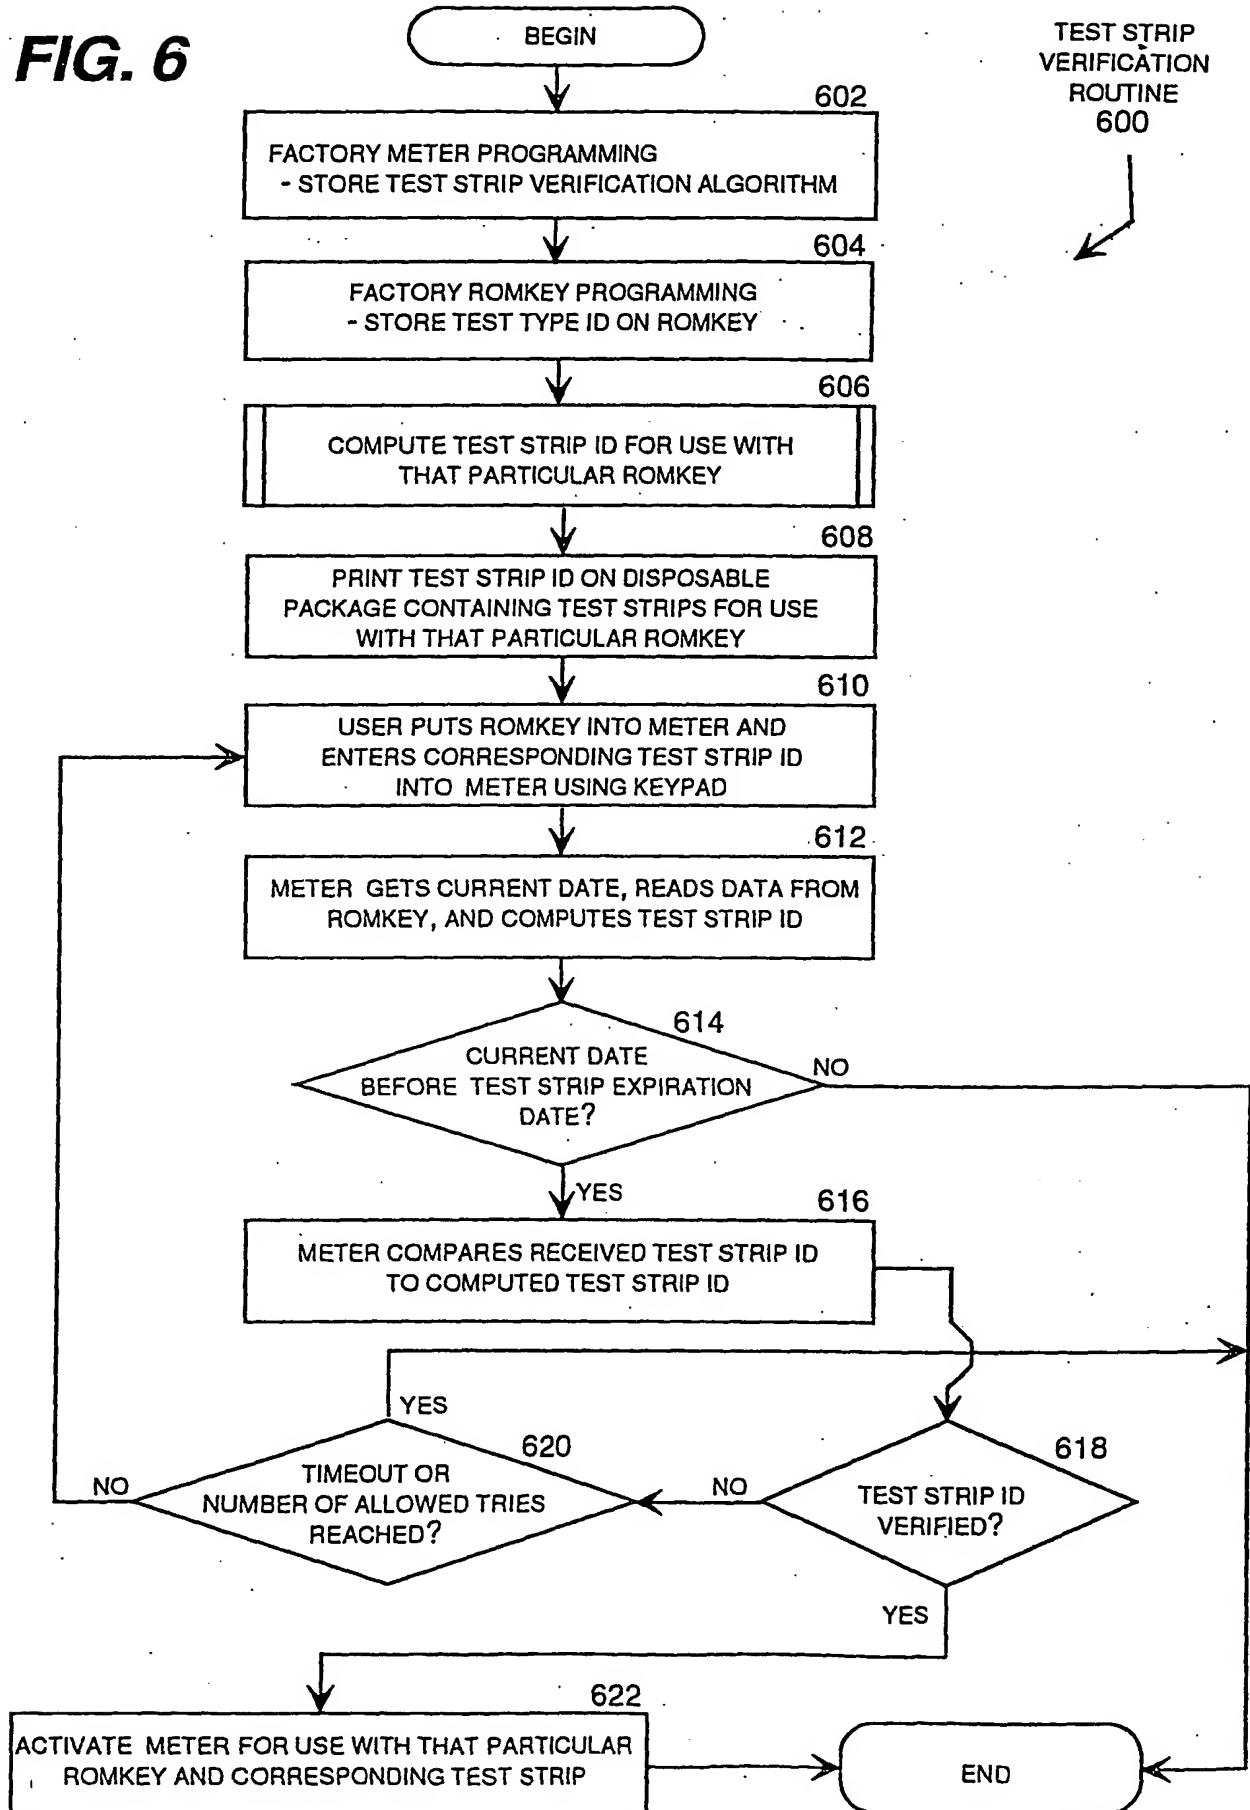 FIG. 6
BEGIN
TEST STRIP
VERIFICATION
ROUTINE
600
602
FACTORY METER PROGRAMMING
- STORE TEST STRIP VERIFICATION ALGORITHM
604
FACTORY ROMKEY PROGRAMMING
- STORE TEST TYPE ID ON ROMKEY
606
COMPUTE TEST STRIP ID FOR USE WITH
THAT PARTICULAR ROMKEY
608
PRINT TEST STRIP ID ON DISPOSABLE
PACKAGE CONTAINING TEST STRIPS FOR USE
WITH THAT PARTICULAR ROMKEY
610
USER PUTS ROMKEY INTO METER AND
ENTERS CORRESPONDING TEST STRIP ID
INTO METER USING KEYPAD
612
METER GETS CURRENT DATE, READS DATA FROM
ROMKEY, AND COMPUTES TEST STRIP ID
614
CURRENT DATE
BEFORE TEST STRIP EXPIRATION
DATE?
NO
YES
616
METER COMPARES RECEIVED TEST STRIP ID
TO COMPUTED TEST STRIP ID
YES
620
TIMEOUT OR
NUMBER OF ALLOWED TRIES
REACHED?
NO
NO
618
TEST STRIP ID
VERIFIED?
YES
622
ACTIVATE METER FOR USE WITH THAT PARTICULAR
ROMKEY AND CORRESPONDING TEST STRIP
END